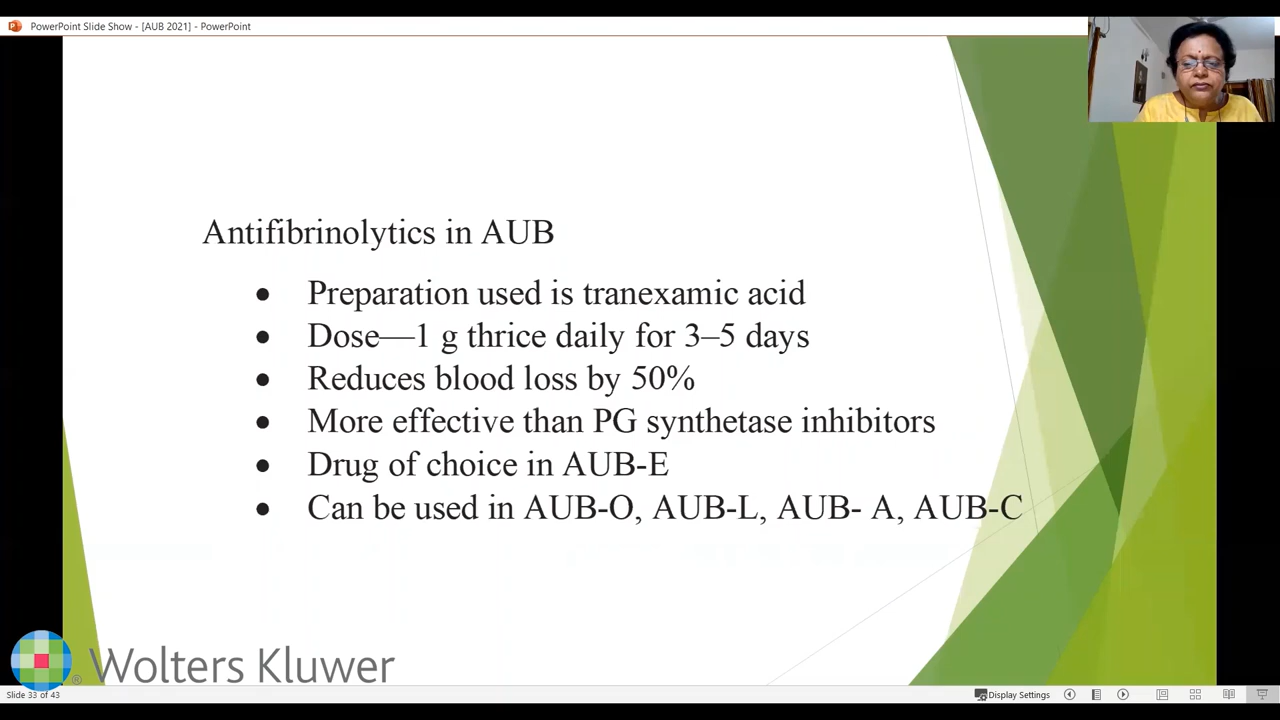 PowerPoint Slide Show - [AUB 2021] - PowerPoint
Antifibrinolytics in AUB
● Preparation used is tranexamic acid
● Dose—1 g thrice daily for 3–5 days
● Reduces blood loss by 50%
● More effective than PG synthetase inhibitors
● Drug of choice in AUB-E
● Can be used in AUB-O, AUB-L, AUB- A, AUB-C
® Wolters Kluwer
Slide 33 of 43
Display Settings